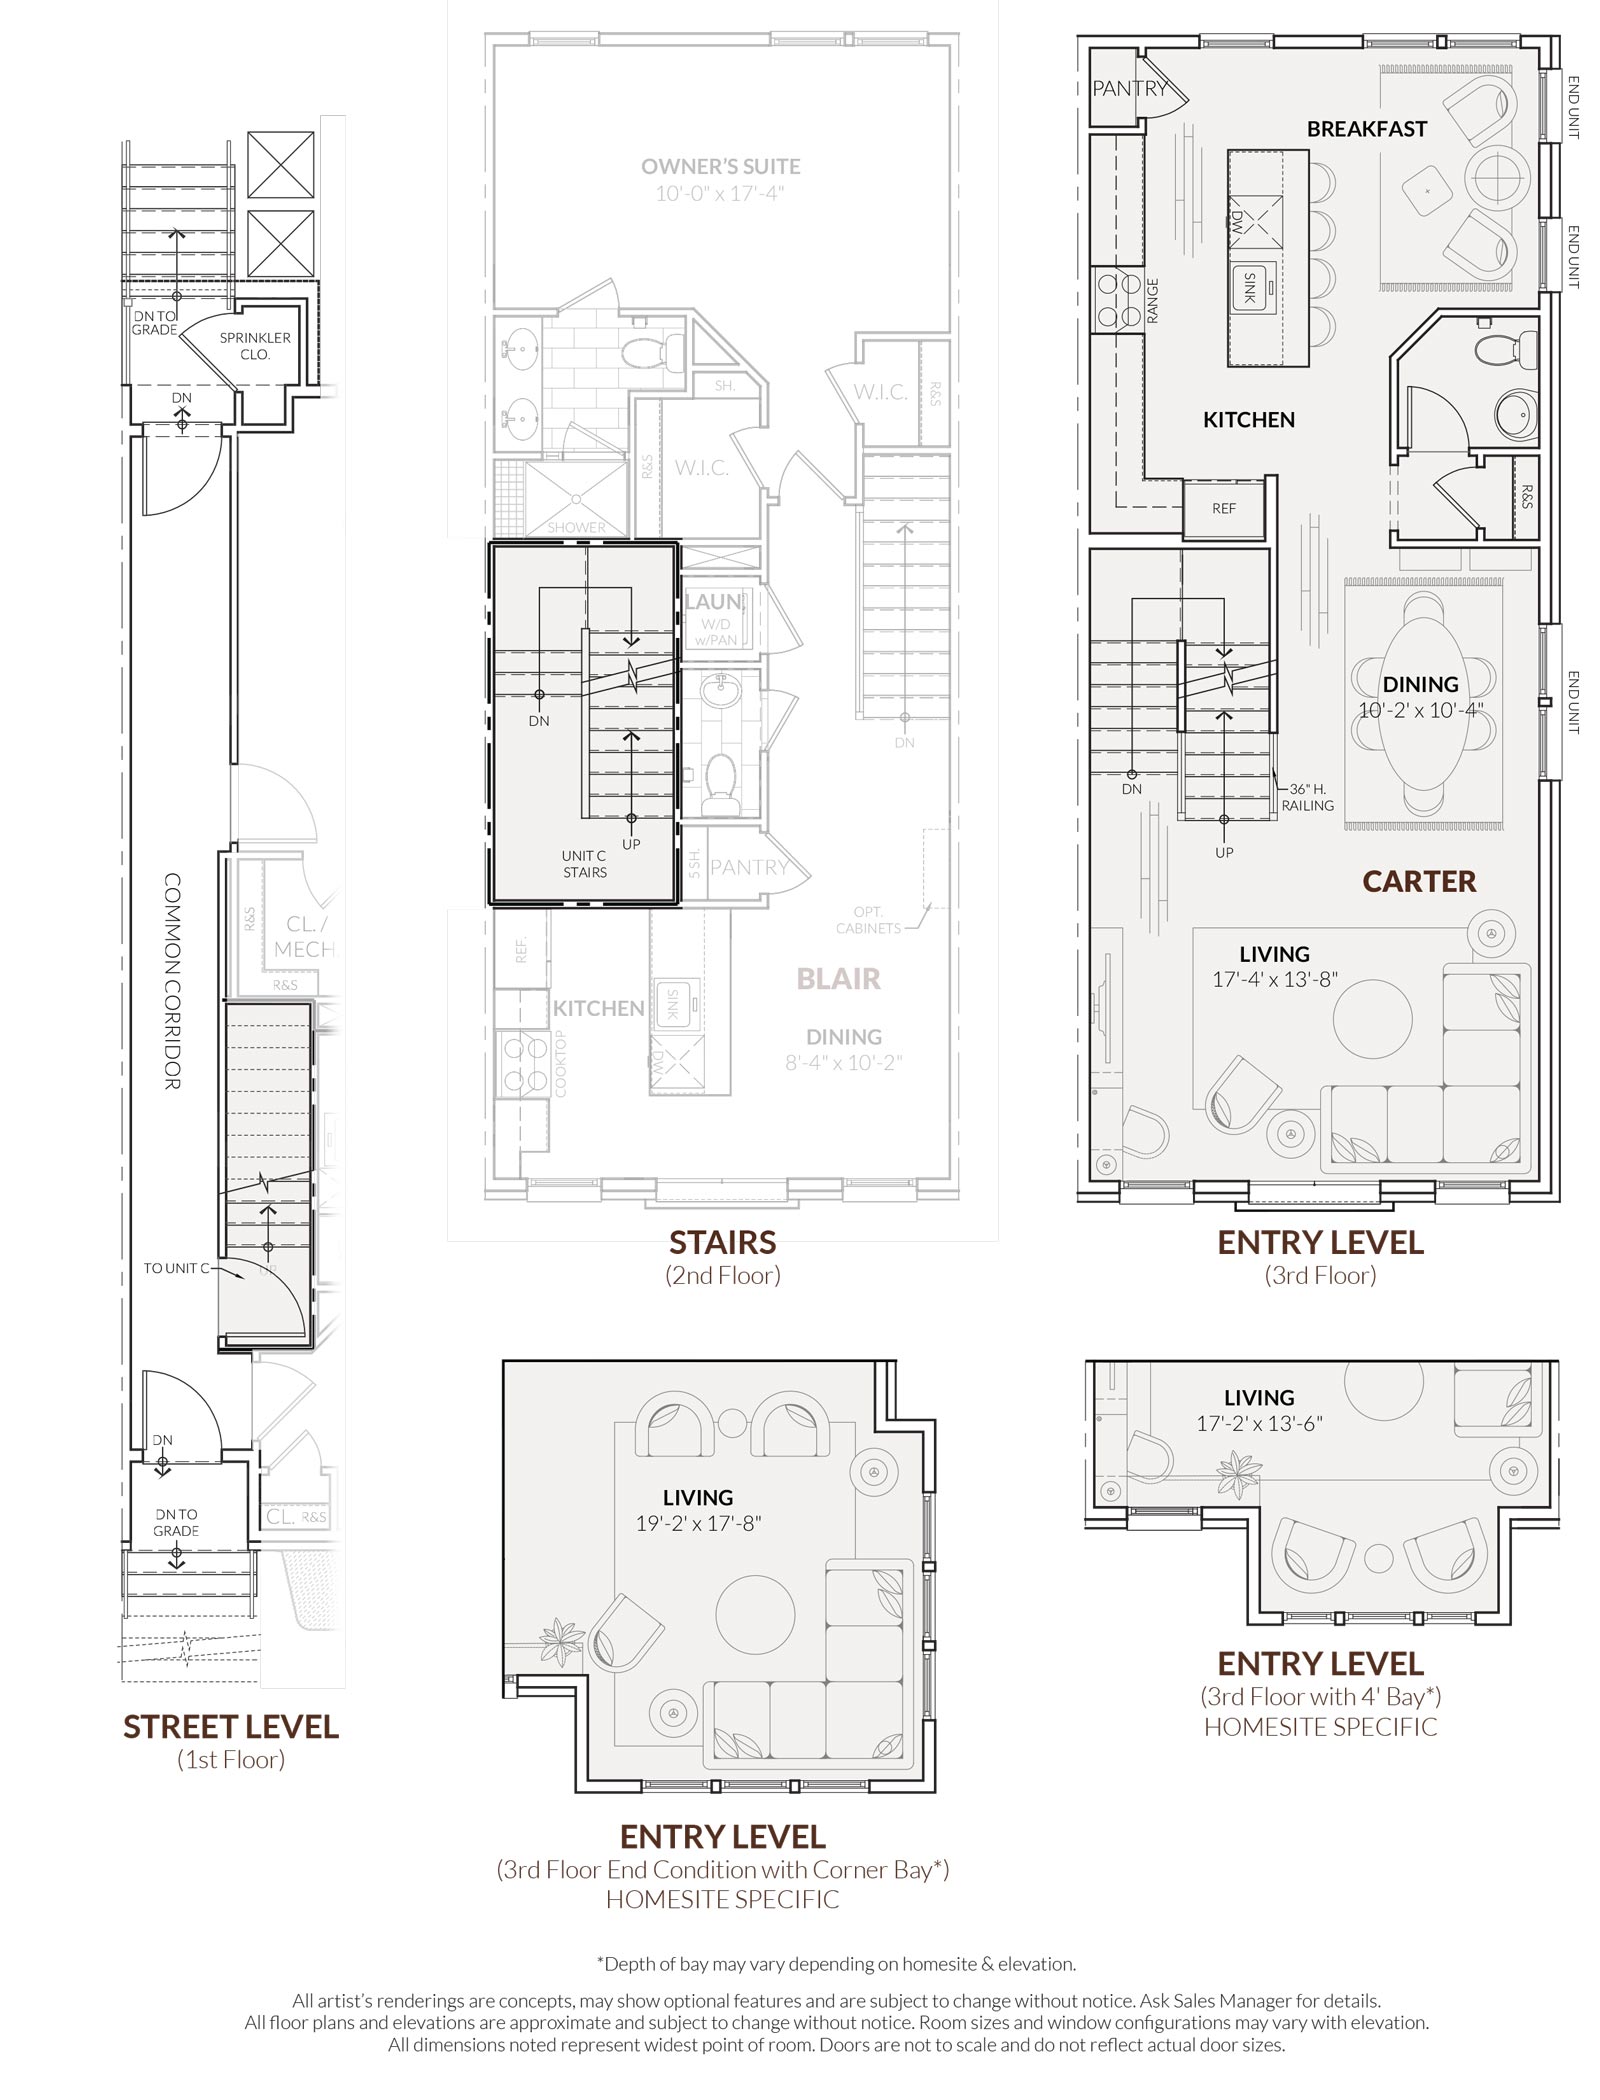 DN TO
GRADE
SPRINKLER
CLO.
DN
COMMON CORRIDOR
R&S
CL. /
MECH.
R&S
TO UNIT C
UP
DN
DN TO
GRADE
CL.
R&S
STREET LEVEL
(1st Floor)
OWNER'S SUITE
10'-0" x 17'-4"
SH.
W.I.C.
R&S
R&S
W.I.C.
SHOWER
LAUN.
W/D
w/PAN
DN
UP
UNIT C
STAIRS
DN
5 SH.
PANTRY
OPT.
CABINETS
REF.
BLAIR
KITCHEN
SINK
DW
COOKTOP
DINING
8'-4" x 10'-2"
STAIRS
(2nd Floor)
PANTRY
BREAKFAST
END UNIT
DW
SINK
RANGE
END UNIT
KITCHEN
REF
R&S
DINING
10'-2' x 10'-4"
END UNIT
DN
36" H.
RAILING
UP
CARTER
LIVING
17'-4' x 13'-8"
ENTRY LEVEL
(3rd Floor)
LIVING
19'-2' x 17'-8"
ENTRY LEVEL
(3rd Floor End Condition with Corner Bay*)
HOMESITE SPECIFIC
LIVING
17'-2' x 13'-6"
ENTRY LEVEL
(3rd Floor with 4' Bay*)
HOMESITE SPECIFIC
*Depth of bay may vary depending on homesite & elevation.
All artist's renderings are concepts, may show optional features and are subject to change without notice. Ask Sales Manager for details.
All floor plans and elevations are approximate and subject to change without notice. Room sizes and window configurations may vary with elevation.
All dimensions noted represent widest point of room. Doors are not to scale and do not reflect actual door sizes.